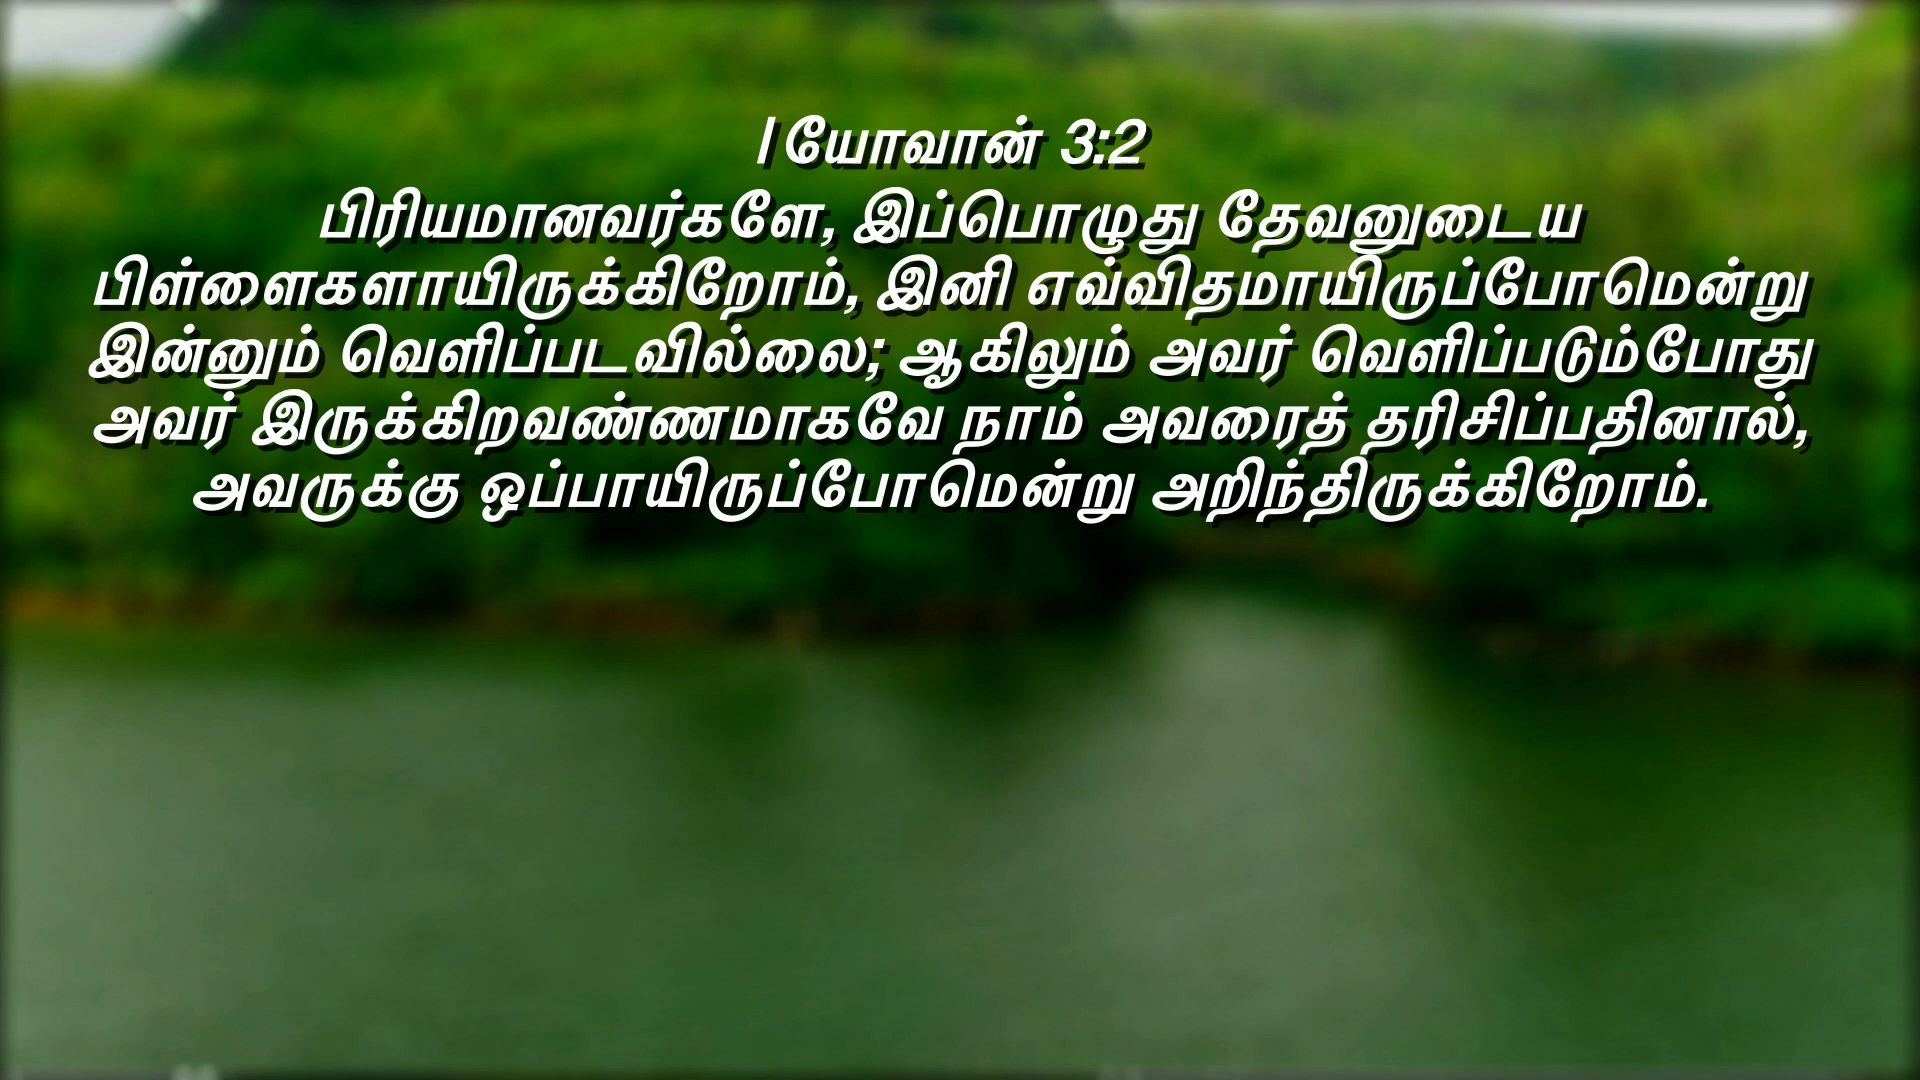 I யோவான் 3:2
பிரியமானவர்களே, இப்பொழுது தேவனுடைய
பிள்ளைகளாயிருக்கிறோம், இனி எவ்விதமாயிருப்போமென்று
இன்னும் வெளிப்படவில்லை; ஆகிலும் அவர் வெளிப்படும்போது
அவர் இருக்கிறவண்ணமாகவே நாம் அவரைத் தரிசிப்பதினால்,
அவருக்கு ஒப்பாயிருப்போமென்று அறிந்திருக்கிறோம்.